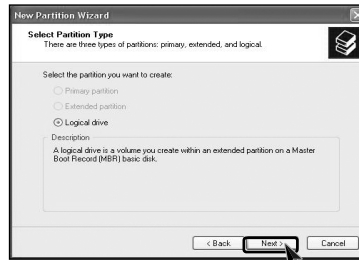 New Partition Wizard
Select Partition Type
There are three types of partitions: primary, extended, and logical.
Select the partition you want to create:
Primary partition
Extended partition
Logical drive
Description
A logical drive is a volume you create within an extended partition on a Master
Boot Record (MBR) basic disk.
< Back Next > Cancel